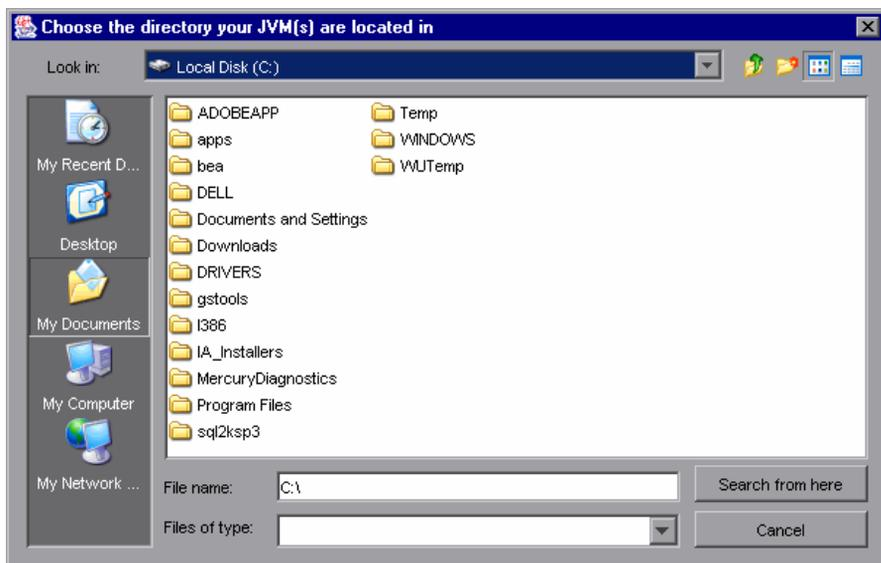 Choose the directory your JVM(s) are located in
Look in: Local Disk (C:)
My Recent D...
Desktop
My Documents
My Computer
My Network ...
ADOBEAPP
apps
bea
DELL
Documents and Settings
Downloads
DRIVERS
gstools
I386
IA_Installers
MercuryDiagnostics
Program Files
sql2ksp3
Temp
WINDOWS
WUTemp
File name: C:\
Search from here
Files of type:
Cancel